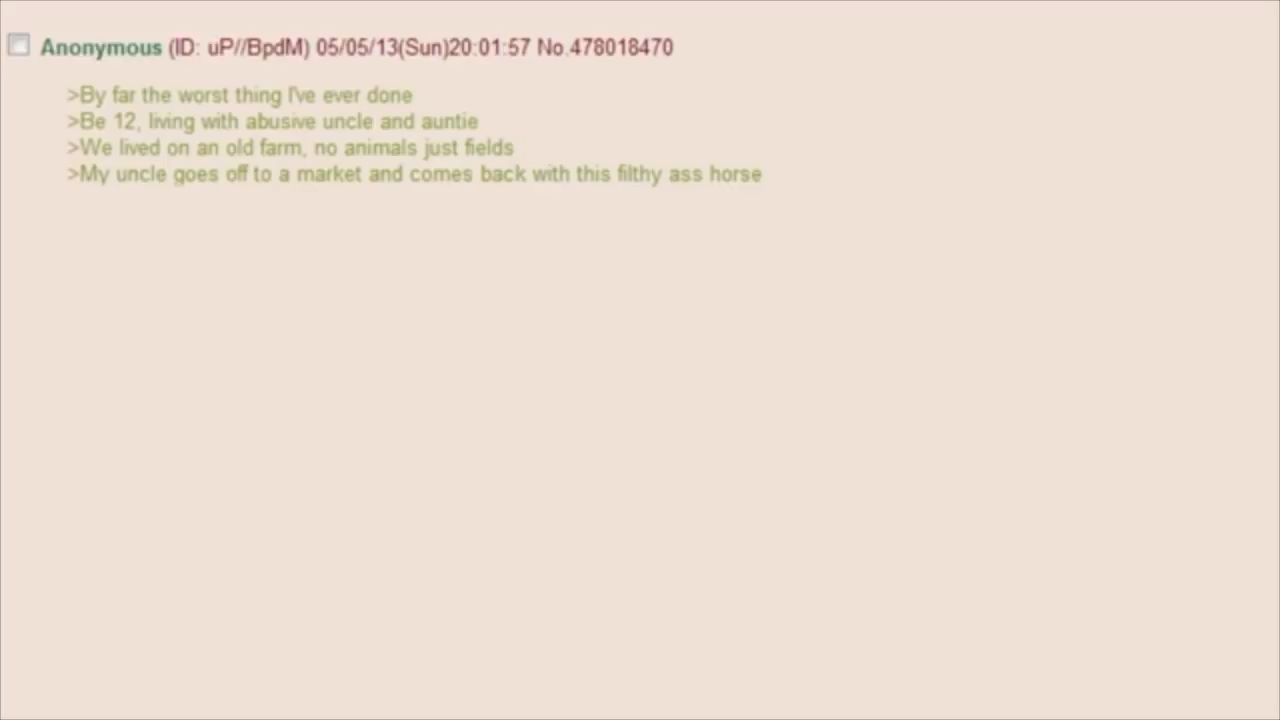 Anonymous (ID: uP//BpdM) 05/05/13(Sun)20:01:57 No.478018470
>By far the worst thing I've ever done
>Be 12, living with abusive uncle and auntie
>We lived on an old farm, no animals just fields
>My uncle goes off to a market and comes back with this filthy ass horse